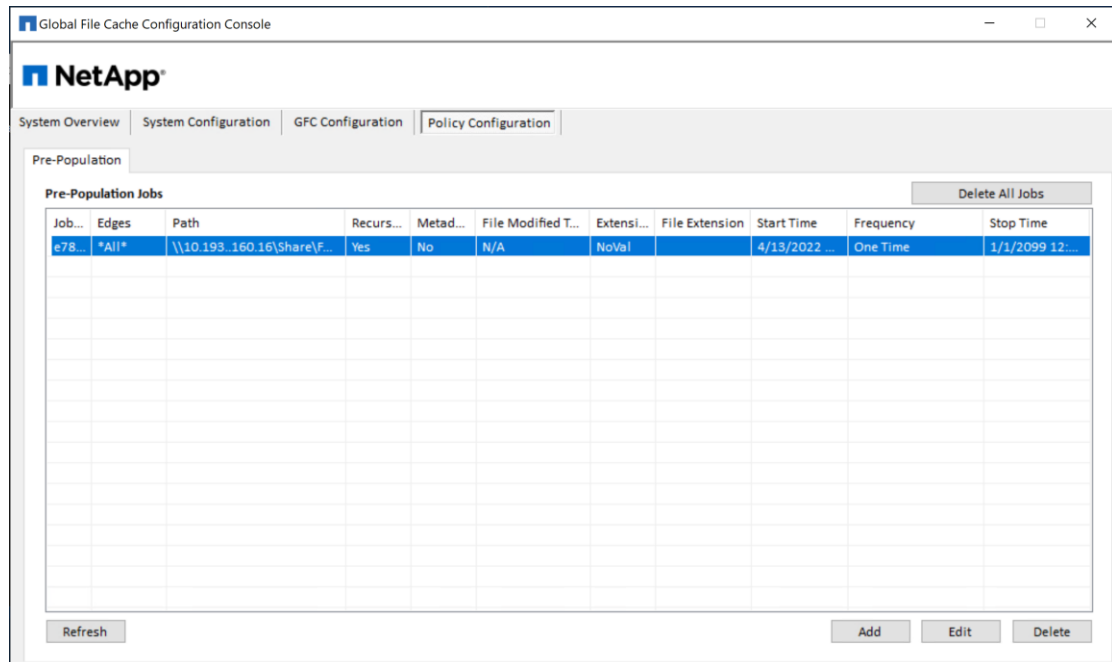 Global File Cache Configuration Console
NetApp®
System Overview System Configuration GFC Configuration Policy Configuration
Pre-Population
Pre-Population Jobs Delete All Jobs
Job... Edges Path Recurs... Metad... File Modified T... Extensi... File Extension Start Time Frequency Stop Time
e78... *All* \\10.193..160.16\Share\F... Yes No N/A NoVal 4/13/2022 ... One Time 1/1/2099 12:...
Refresh Add Edit Delete